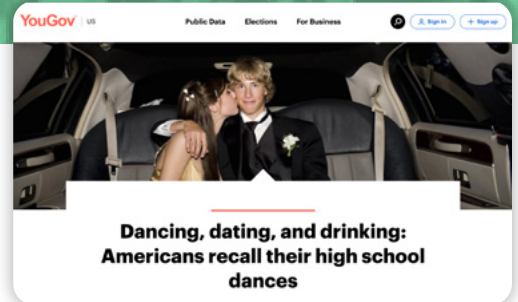 YouGov US Public Data Elections For Business Sign in Sign up
Dancing, dating, and drinking:
Americans recall their high school
dances